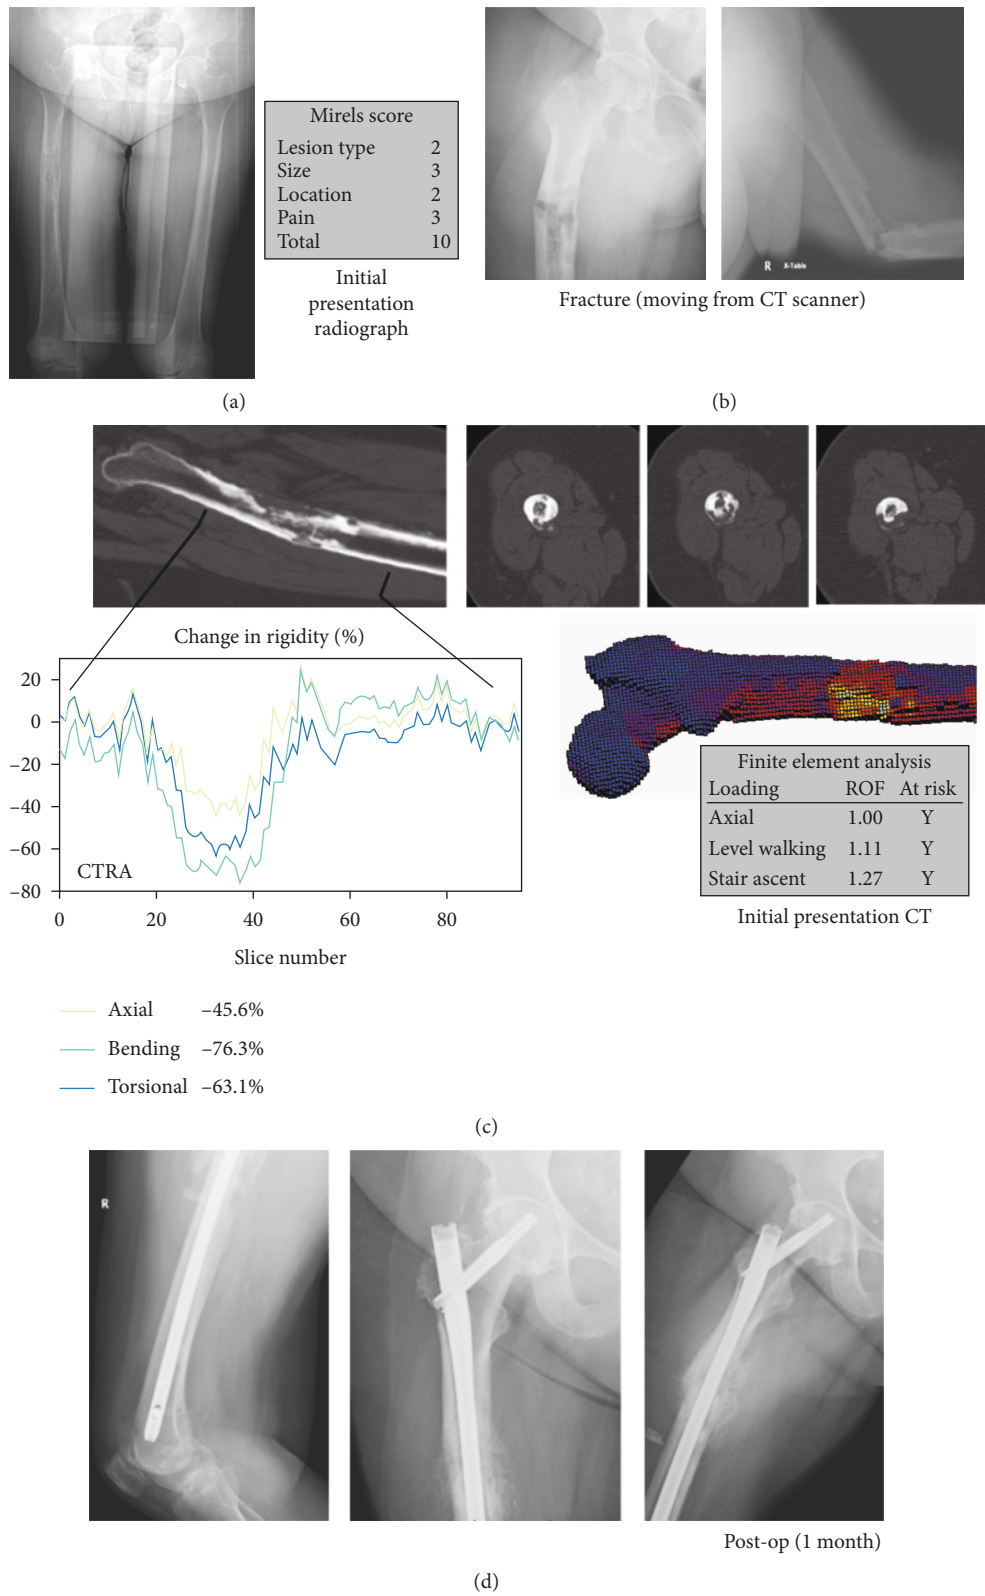 Mirels score
Lesion type 2
Size 3
Location 2
Pain 3
Total 10
Initial
presentation
radiograph
(a)
R X-Table
Fracture (moving from CT scanner)
(b)
Change in rigidity (%)
20
0
–20
–40
–60
–80
CTRA
0 20 40 60 80
Slice number
Axial –45.6%
Bending –76.3%
Torsional –63.1%
Finite element analysis
Loading ROF At risk
Axial 1.00 Y
Level walking 1.11 Y
Stair ascent 1.27 Y
Initial presentation CT
(c)
R
Post-op (1 month)
(d)